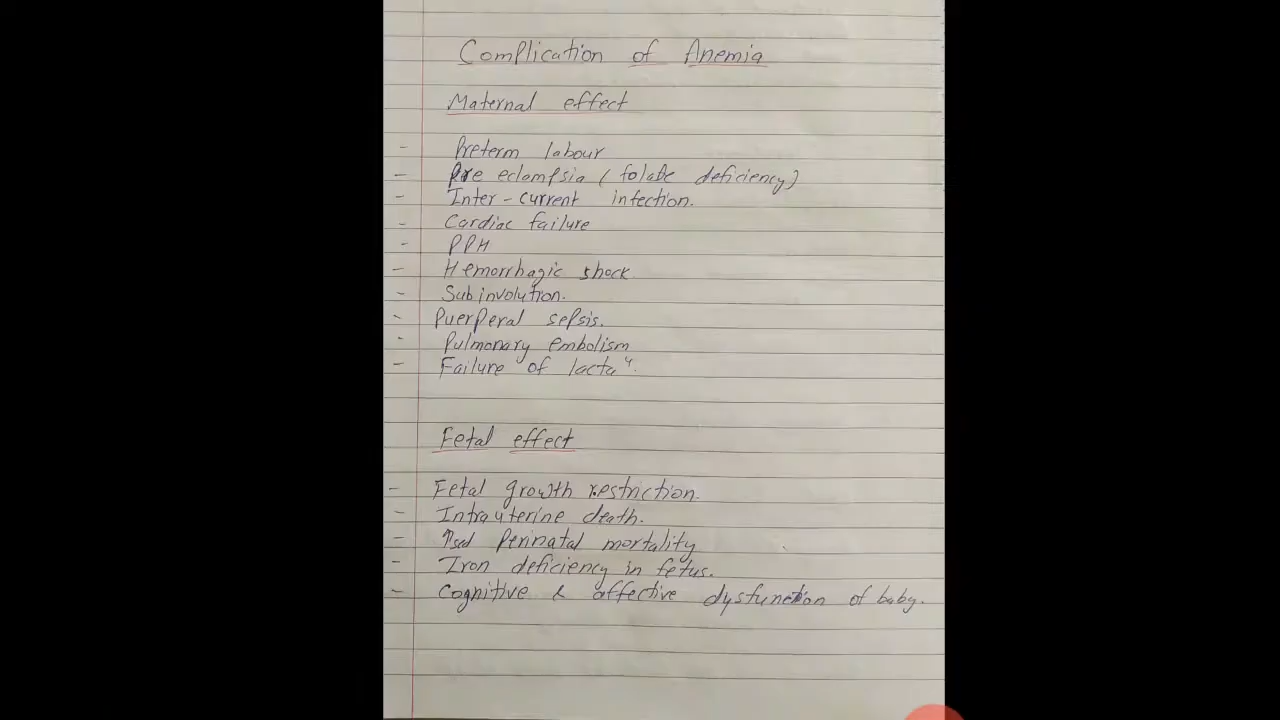 Complication of Anemia
Maternal effect
- Preterm labour
- Pre eclampsia (folate deficiency)
- Inter-current infection.
- Cardiac failure
- PPH
- Hemorrhagic shock.
- Subinvolution.
- Puerperal sepsis.
- Pulmonary embolism
- Failure of lactaⁿ.
Fetal effect
- Fetal growth restriction.
- Intrauterine death.
- ↑sed Perinatal mortality
- Iron deficiency in fetus.
- Cognitive & affective dysfunction of baby.